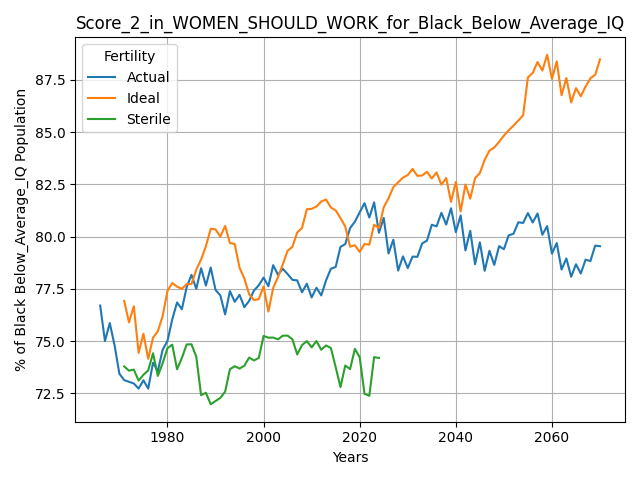 Score_2_in_WOMEN_SHOULD_WORK_for_Black_Below_Average_IQ
Fertility
Actual
Ideal
Sterile
% of Black Below_Average_IQ Population
87.5
85.0
82.5
80.0
77.5
75.0
72.5
1980
2000
2020
2040
2060
Years